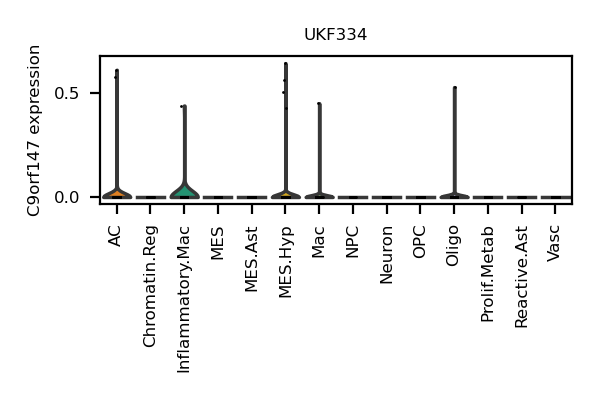 UKF334
C9orf147 expression
0.5
0.0
AC
Chromatin.Reg
Inflammatory.Mac
MES
MES.Ast
MES.Hyp
Mac
NPC
Neuron
OPC
Oligo
Prolif.Metab
Reactive.Ast
Vasc